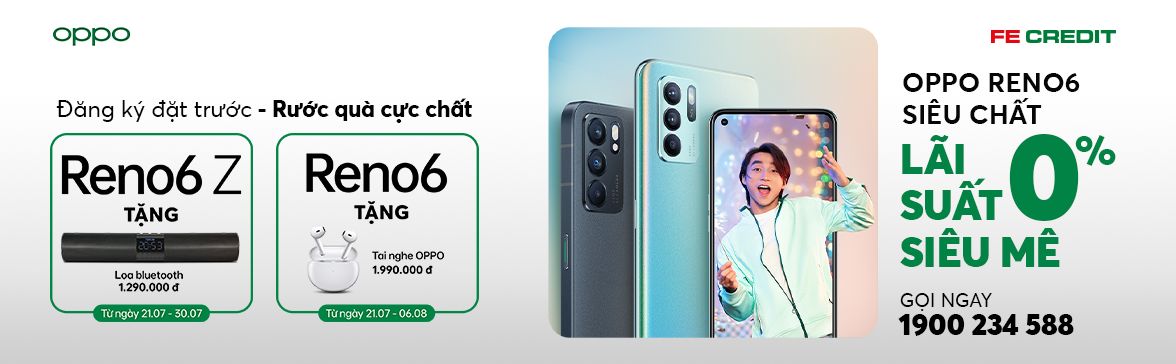 oppo
Đăng ký đặt trước - Rước quà cực chất
Reno6 Z
TẶNG
20:53
Loa bluetooth
1.290.000 đ
Từ ngày 21.07 - 30.07
Reno6
TẶNG
Tai nghe OPPO
1.990.000 đ
Từ ngày 21.07 - 06.08
FE CREDIT
OPPO RENO6
SIÊU CHẤT
LÃI
SUẤT 0%
SIÊU MÊ
GỌI NGAY
1900 234 588